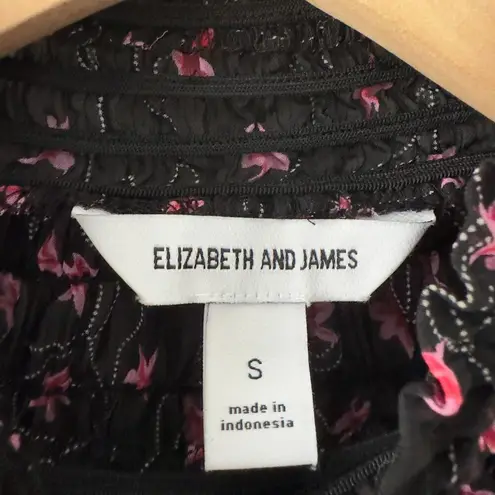 ELIZABETH AND JAMES
S
made in
indonesia